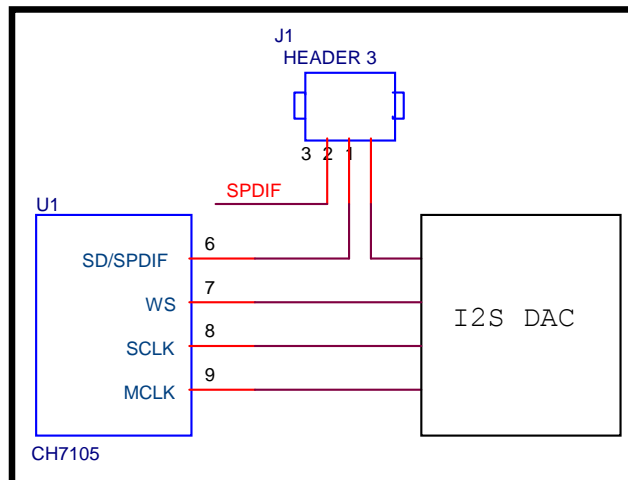 J1
HEADER 3
3 2 1
SPDIF
U1
SD/SPDIF 6
WS 7
SCLK 8
MCLK 9
I2S DAC
CH7105